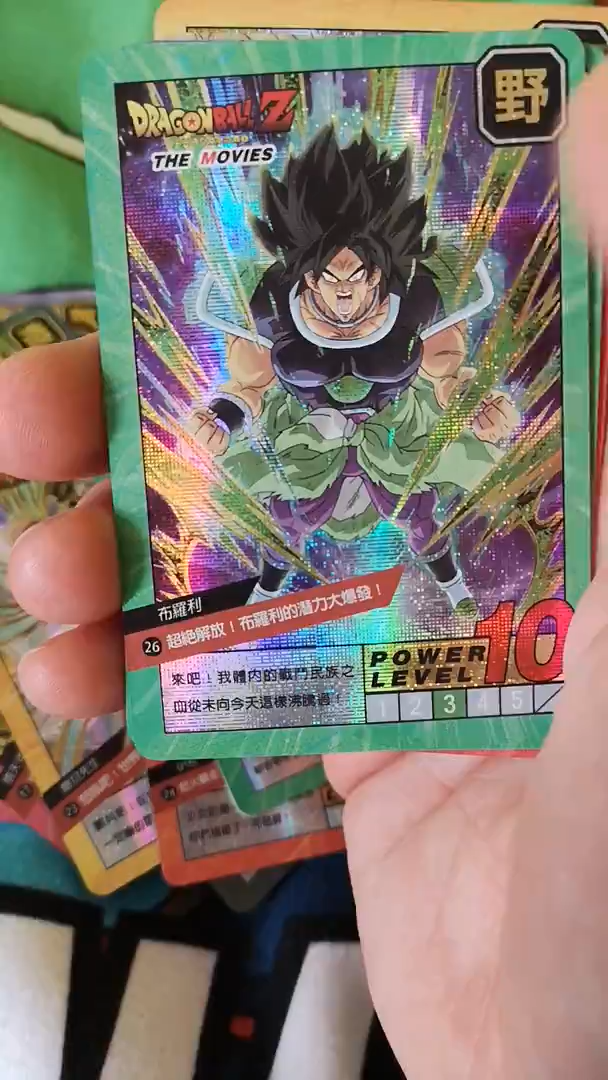 野
DRAGONBALL Z
THE MOVIES
布羅利
26 超絕解放！布羅利的潛力大爆發！
來吧！我體內的戰鬥民族之
血從未向今天這樣沸騰過！
POWER LEVEL 10
1 2 3 4 5